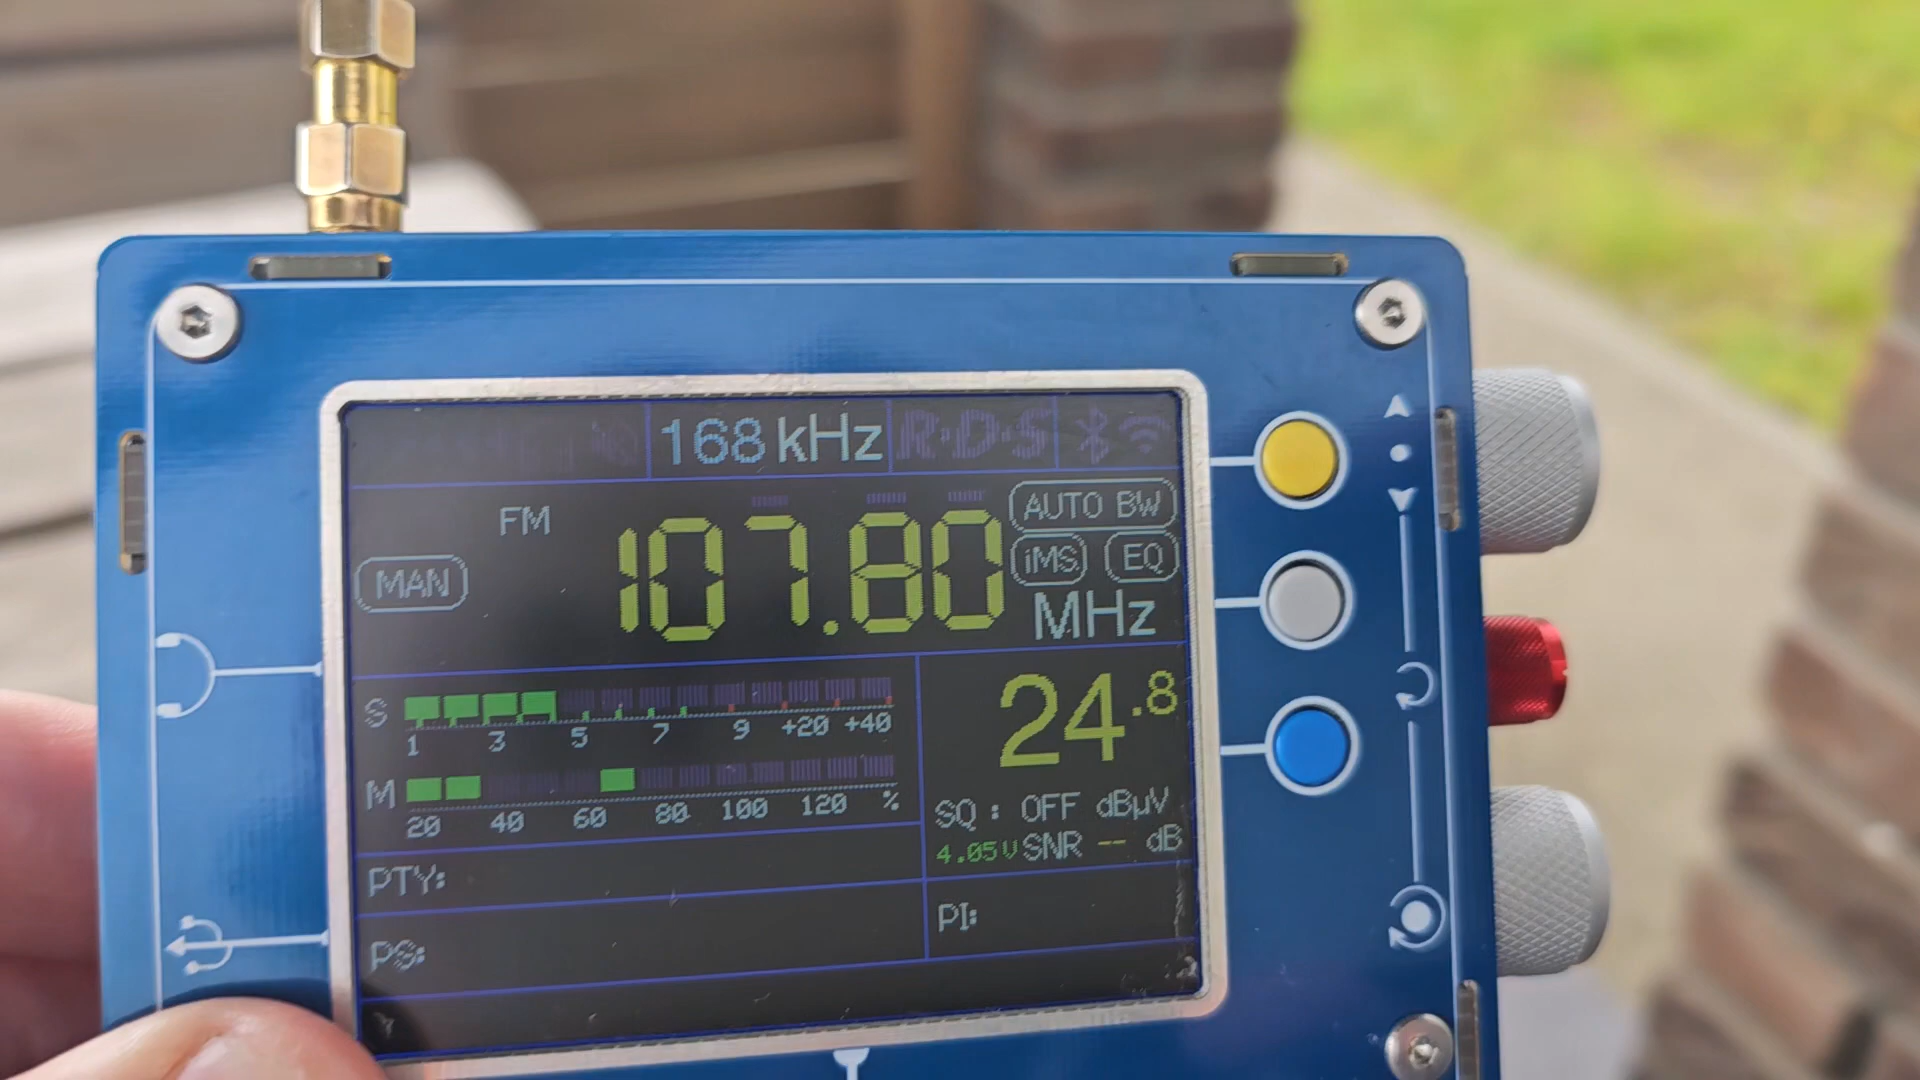 168 kHz R·D·S
FM 107.80 MHz
AUTO BW
iMS EQ
MAN
S 1 3 5 7 9 +20 +40
M 20 40 60 80 100 120 %
24.8
SQ: OFF dBµV
4.05V SNR -- dB
PTY:
PI:
PS: